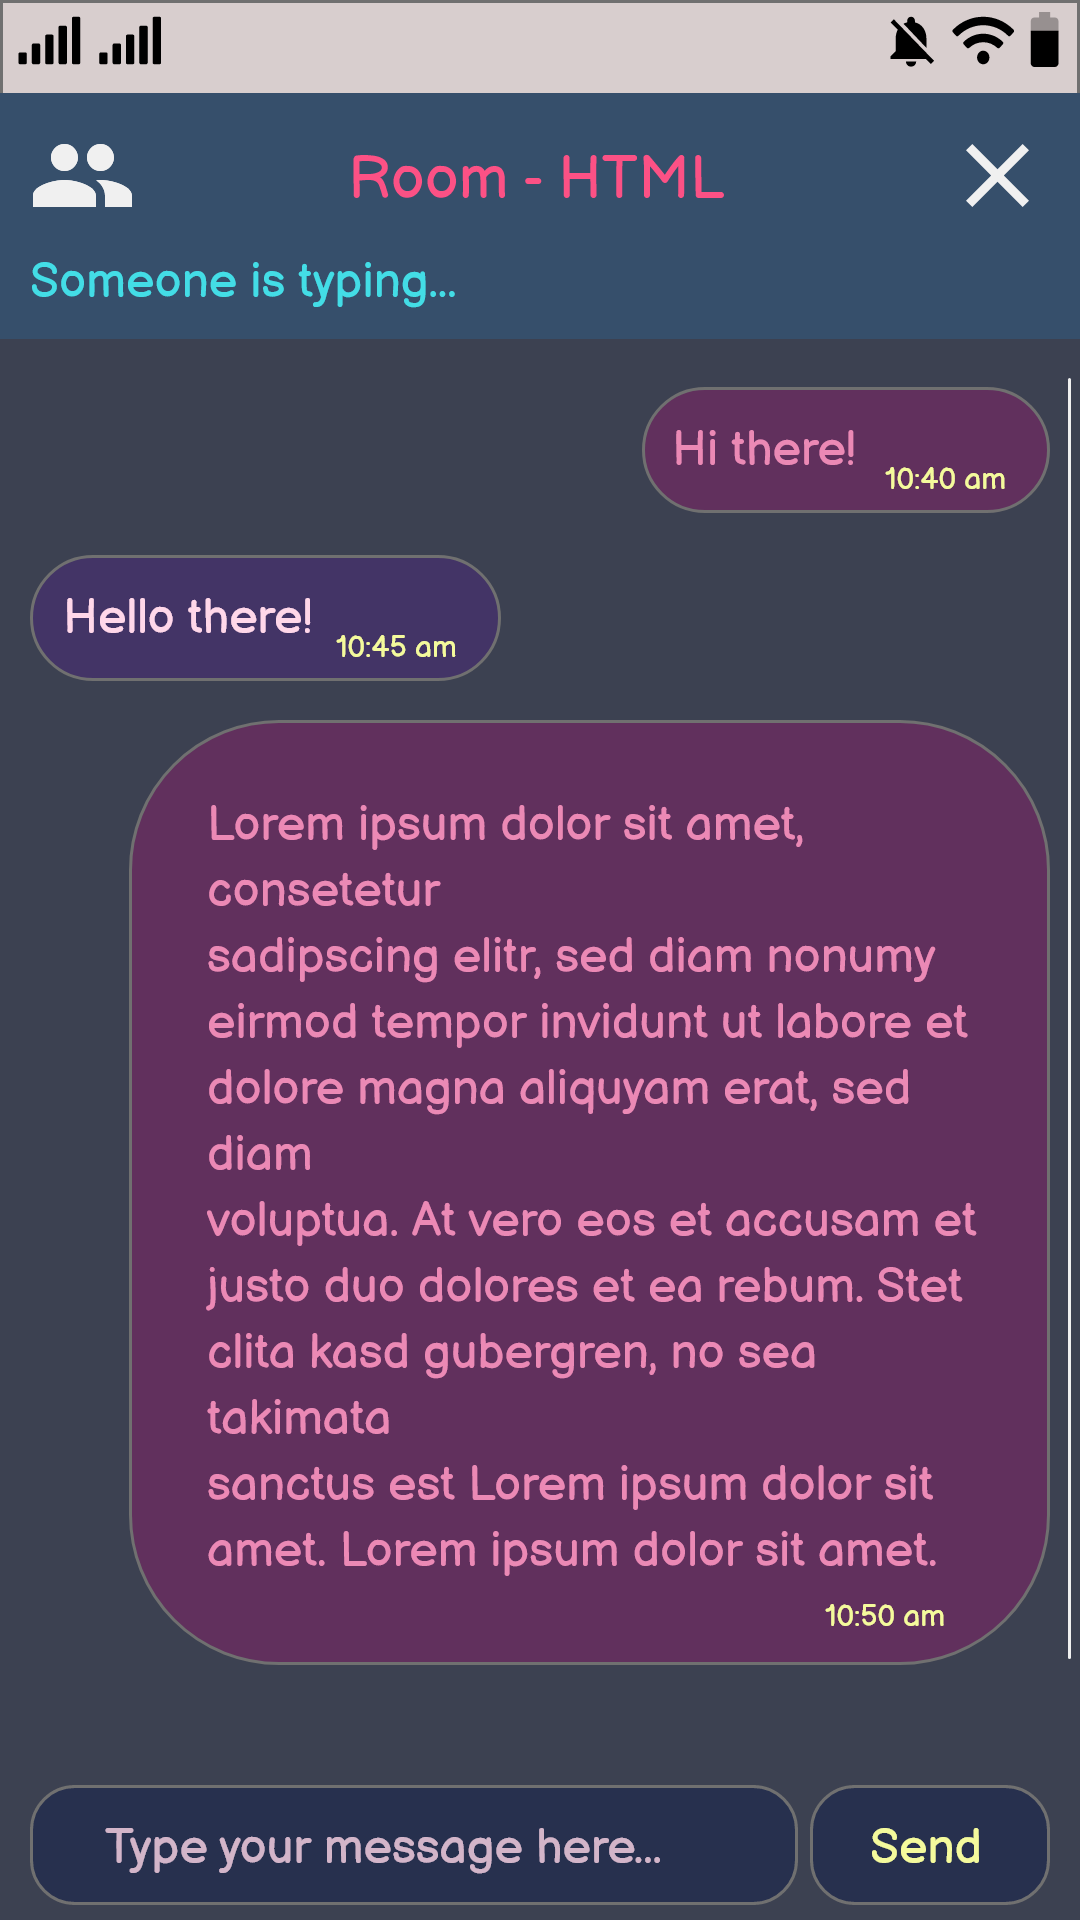 Room - HTML
Someone is typing...
Hi there!
10:40 am
Hello there!
10:45 am
Lorem ipsum dolor sit amet,
consetetur
sadipscing elitr, sed diam nonumy
eirmod tempor invidunt ut labore et
dolore magna aliquyam erat, sed
diam
voluptua. At vero eos et accusam et
justo duo dolores et ea rebum. Stet
clita kasd gubergren, no sea
takimata
sanctus est Lorem ipsum dolor sit
amet. Lorem ipsum dolor sit amet.
10:50 am
Type your message here...
Send